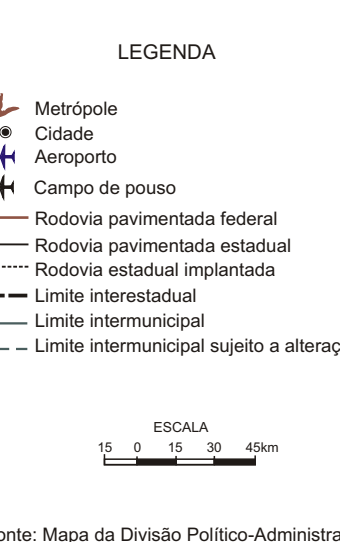 LEGENDA
Metrópole
Cidade
Aeroporto
Campo de pouso
Rodovia pavimentada federal
Rodovia pavimentada estadual
Rodovia estadual implantada
Limite interestadual
Limite intermunicipal
Limite intermunicipal sujeito a alteraç
ESCALA
15 0 15 30 45km
onte: Mapa da Divisão Político-Administra